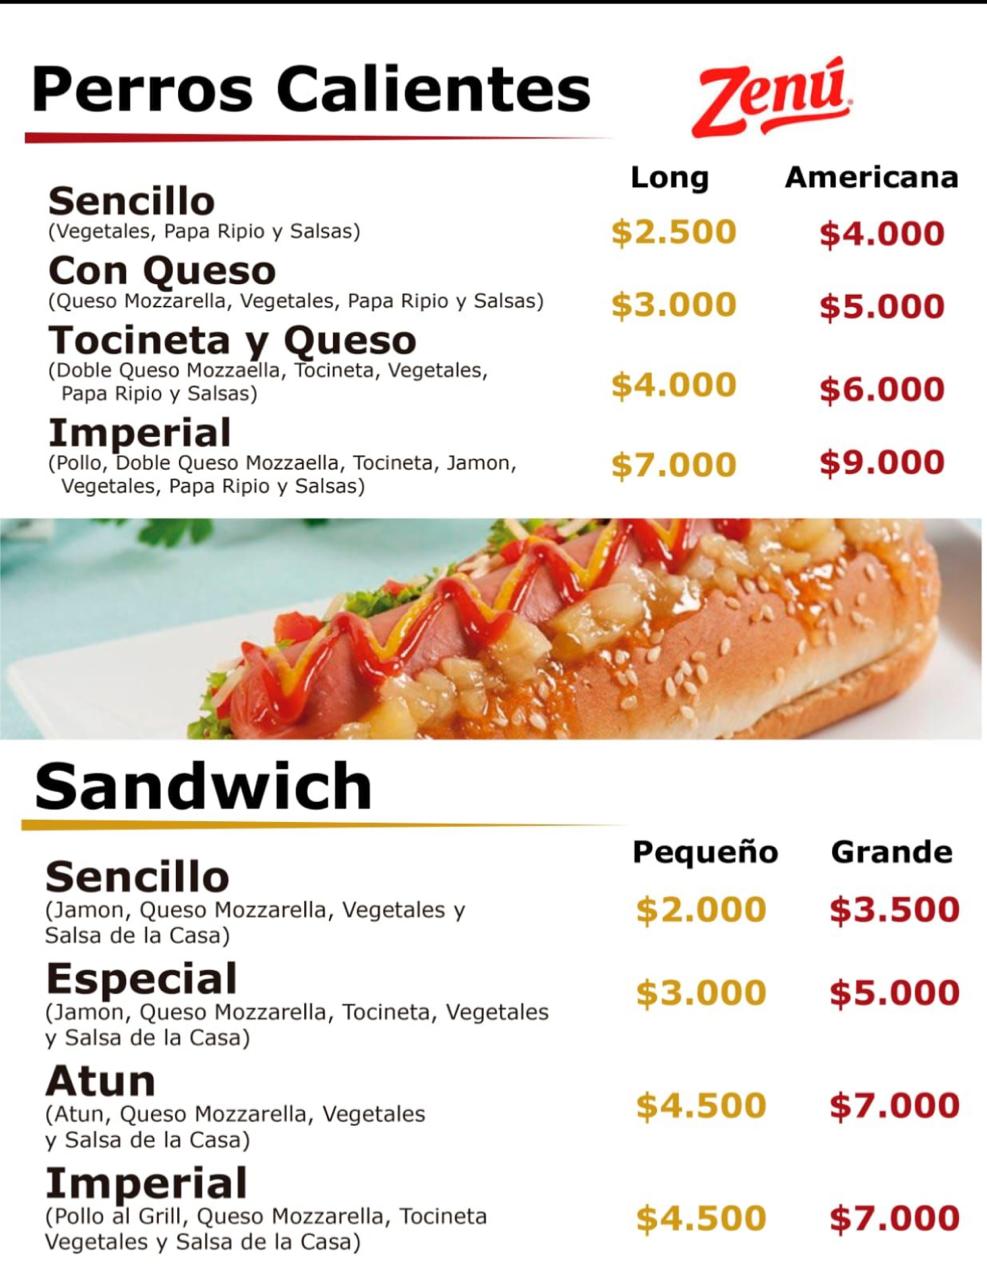 Perros Calientes
Zenú
Long Americana
Sencillo
(Vegetales, Papa Ripio y Salsas)
$2.500 $4.000
Con Queso
(Queso Mozzarella, Vegetales, Papa Ripio y Salsas)
$3.000 $5.000
Tocineta y Queso
(Doble Queso Mozzaella, Tocineta, Vegetales,
Papa Ripio y Salsas)
$4.000 $6.000
Imperial
(Pollo, Doble Queso Mozzaella, Tocineta, Jamon,
Vegetales, Papa Ripio y Salsas)
$7.000 $9.000
Sandwich
Pequeño Grande
Sencillo
(Jamon, Queso Mozzarella, Vegetales y
Salsa de la Casa)
$2.000 $3.500
Especial
(Jamon, Queso Mozzarella, Tocineta, Vegetales
y Salsa de la Casa)
$3.000 $5.000
Atun
(Atun, Queso Mozzarella, Vegetales
y Salsa de la Casa)
$4.500 $7.000
Imperial
(Pollo al Grill, Queso Mozzarella, Tocineta
Vegetales y Salsa de la Casa)
$4.500 $7.000